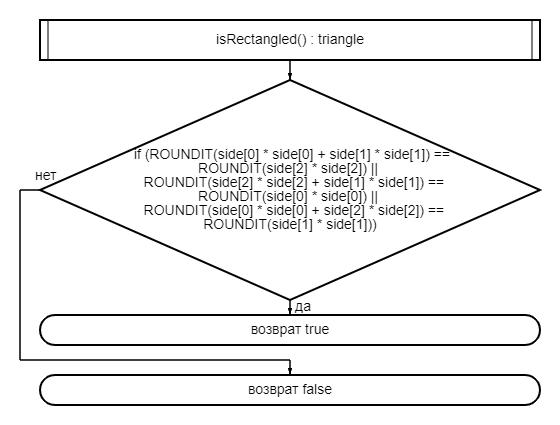 isRectangled() : triangle
if (ROUNDIT(side[0] * side[0] + side[1] * side[1]) ==
ROUNDIT(side[2] * side[2]) ||
ROUNDIT(side[2] * side[2] + side[1] * side[1]) ==
ROUNDIT(side[0] * side[0]) ||
ROUNDIT(side[0] * side[0] + side[2] * side[2]) ==
ROUNDIT(side[1] * side[1]))
нет
да
возврат true
возврат false